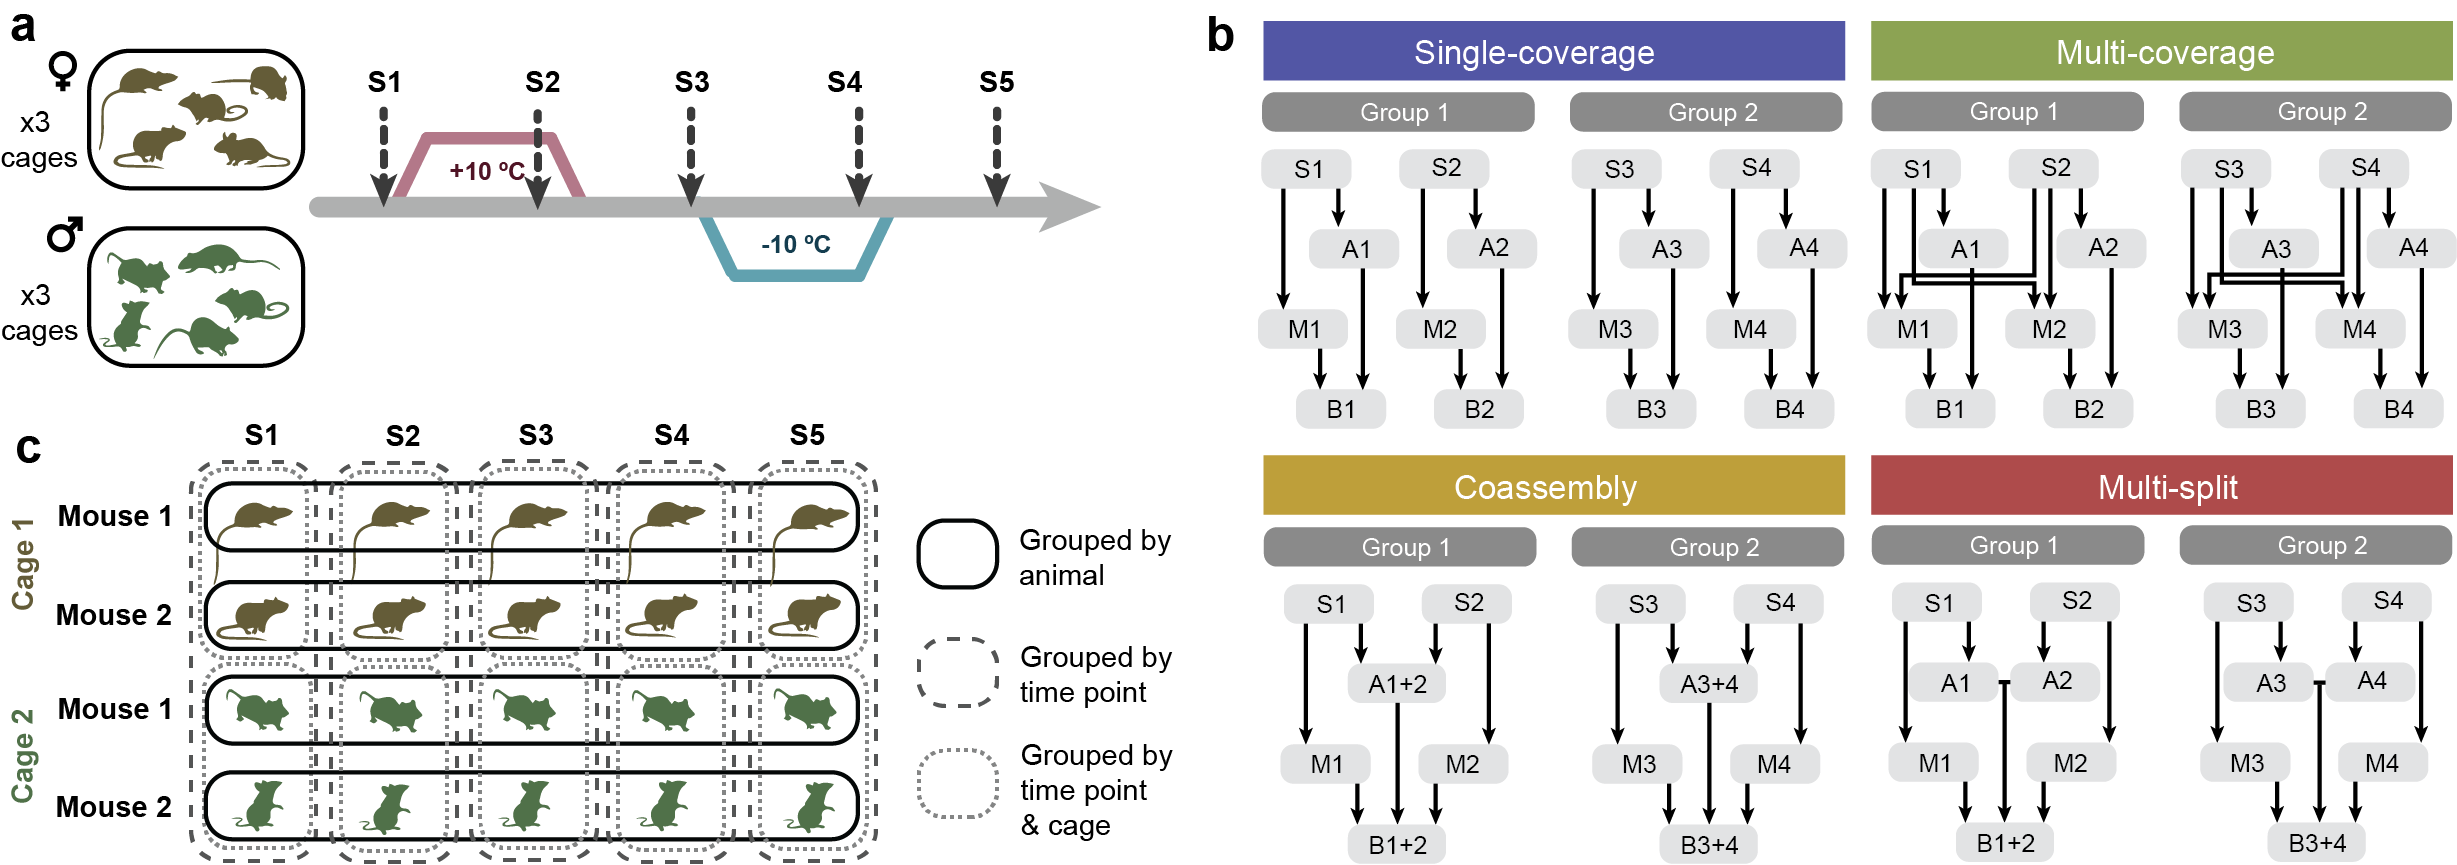 a
♀
x3
cages
♂
x3
cages
S1
S2
S3
S4
S5
+10 ºC
-10 ºC
b
Single-coverage
Group 1
Group 2
S1
S2
S3
S4
A1
A2
A3
A4
M1
M2
M3
M4
B1
B2
B3
B4
Multi-coverage
Group 1
Group 2
S1
S2
S3
S4
A1
A2
A3
A4
M1
M2
M3
M4
B1
B2
B3
B4
Coassembly
Group 1
Group 2
S1
S2
S3
S4
A1+2
A3+4
M1
M2
M3
M4
B1+2
B3+4
Multi-split
Group 1
Group 2
S1
S2
S3
S4
A1
A2
A3
A4
M1
M2
M3
M4
B1+2
B3+4
c
S1
S2
S3
S4
S5
Cage 1
Mouse 1
Mouse 2
Cage 2
Mouse 1
Mouse 2
Grouped by
animal
Grouped by
time point
Grouped by
time point
& cage